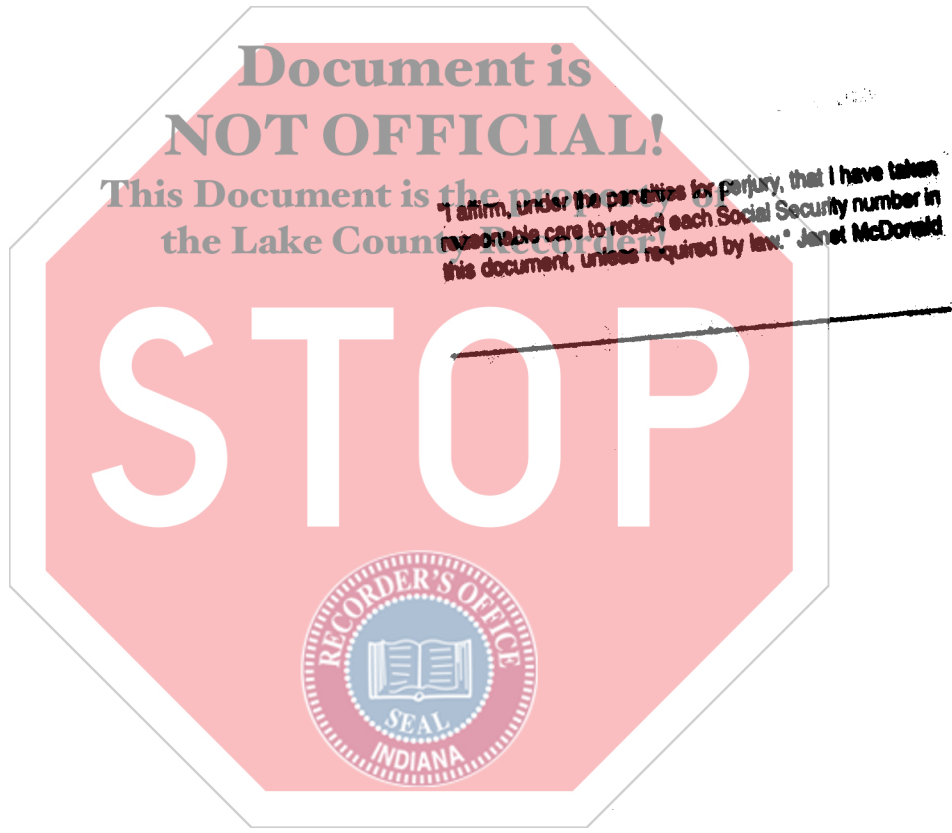 Document is
NOT OFFICIAL!
This Document is the property of
the Lake County Recorder!
"I affirm, under the penalties for perjury, that I have taken
reasonable care to redact each Social Security number in
this document, unless required by law." Janet McDonald
STOP
RECORDER'S OFFICE
SEAL
INDIANA